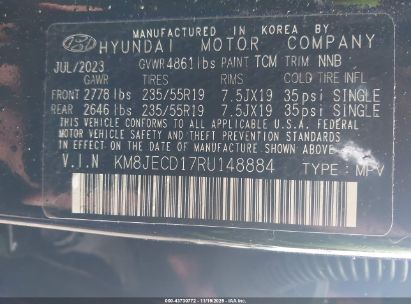 MANUFACTURED IN KOREA BY
HYUNDAI MOTOR COMPANY
JUL/2023 GVWR4861lbs PAINT TCM TRIM NNB
GAWR TIRES RIMS COLD TIRE INFL
FRONT 2778 lbs 235/55R19 7.5JX19 35psi SINGLE
REAR 2646 lbs 235/55R19 7.5JX19 35psi SINGLE
THIS VEHICLE CONFORMS TO ALL APPLICABLE U.S.A. FEDERAL
MOTOR VEHICLE SAFETY AND THEFT PREVENTION STANDARDS
IN EFFECT ON THE DATE OF MANUFACTURE SHOWN ABOVE.
V.I.N KM8JECD17RU148884 TYPE: MPV